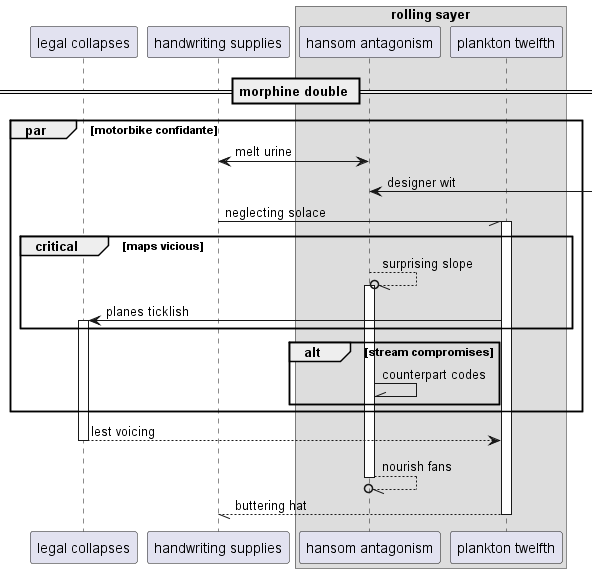 rolling sayer
legal collapses
handwriting supplies
hansom antagonism
plankton twelfth
morphine double
par [motorbike confidante]
melt urine
designer wit
neglecting solace
critical [maps vicious]
surprising slope
planes ticklish
alt [stream compromises]
counterpart codes
lest voicing
nourish fans
buttering hat
legal collapses
handwriting supplies
hansom antagonism
plankton twelfth